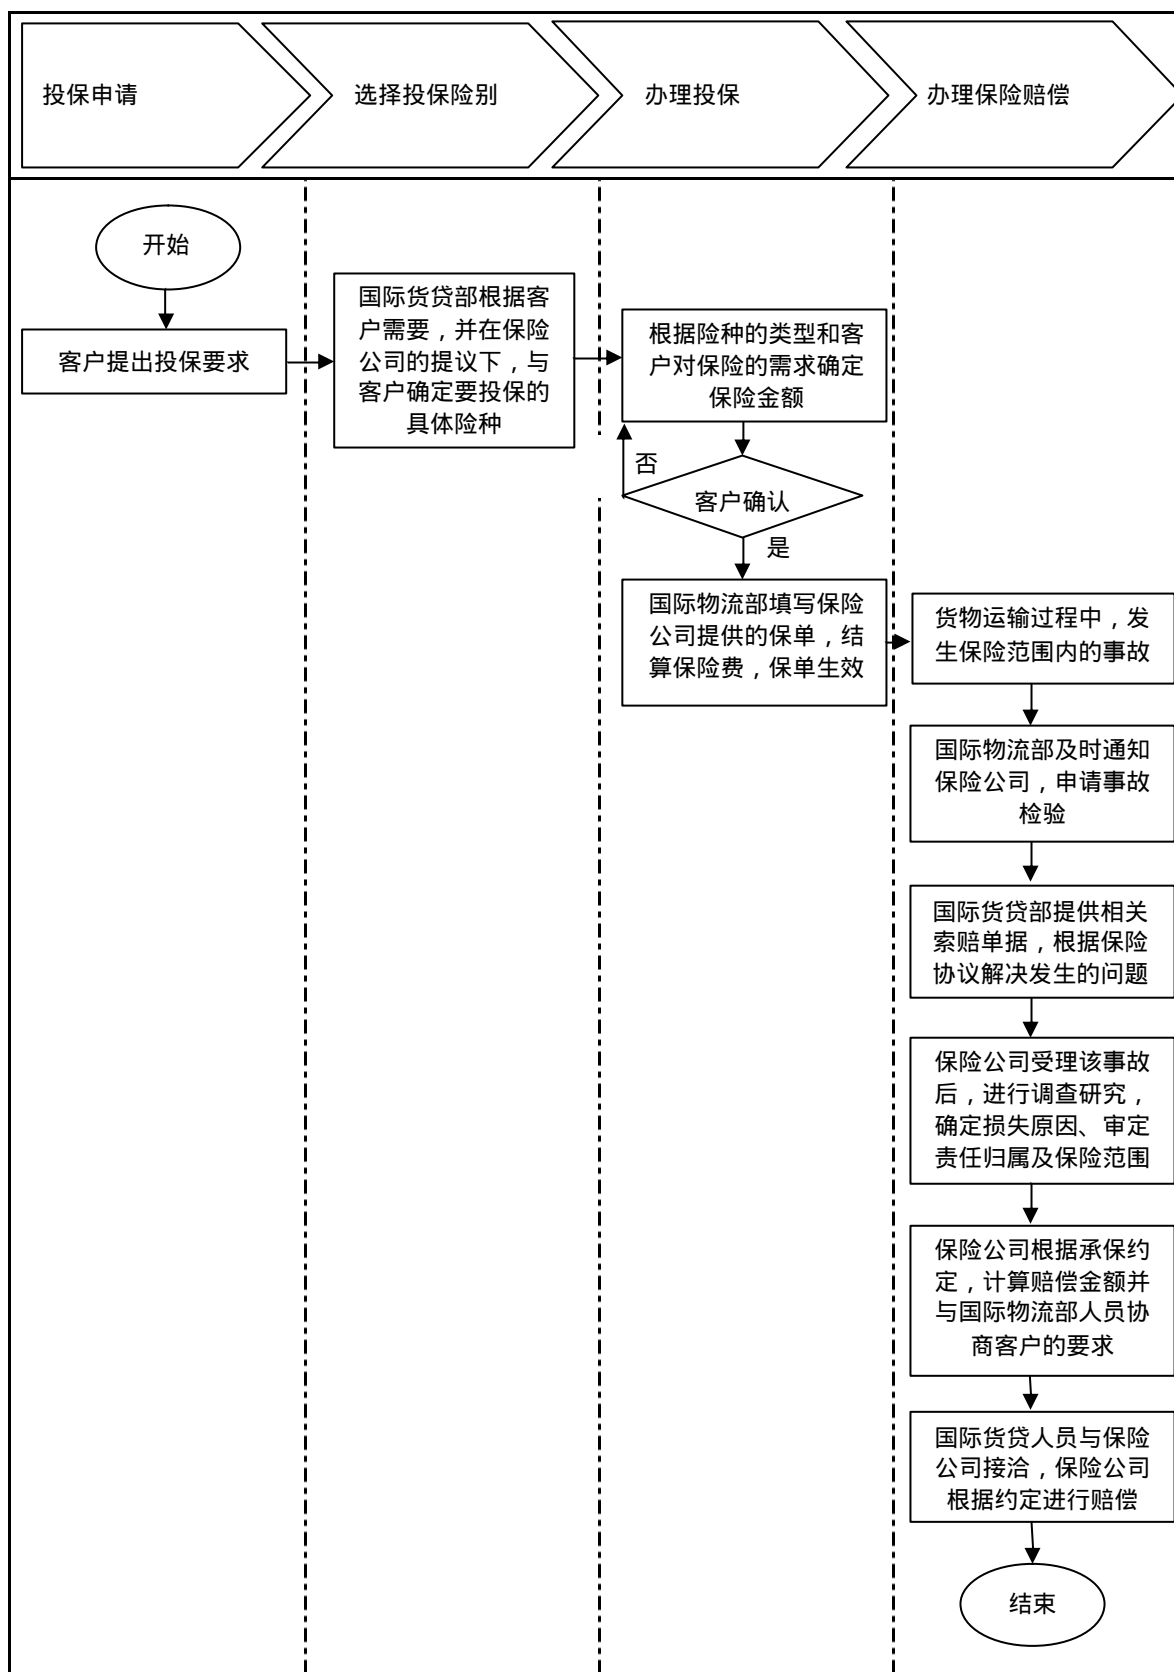 投保申请
选择投保险别
办理投保
办理保险赔偿
开始
客户提出投保要求
国际货贷部根据客
户需要，并在保险
公司的提议下，与
客户确定要投保的
具体险种
根据险种的类型和客
户对保险的需求确定
保险金额
否
客户确认
是
国际物流部填写保险
公司提供的保单，结
算保险费，保单生效
货物运输过程中，发
生保险范围内的事故
国际物流部及时通知
保险公司，申请事故
检验
国际货贷部提供相关
索赔单据，根据保险
协议解决发生的问题
保险公司受理该事故
后，进行调查研究，
确定损失原因、审定
责任归属及保险范围
保险公司根据承保约
定，计算赔偿金额并
与国际物流部人员协
商客户的要求
国际货贷人员与保险
公司接洽，保险公司
根据约定进行赔偿
结束